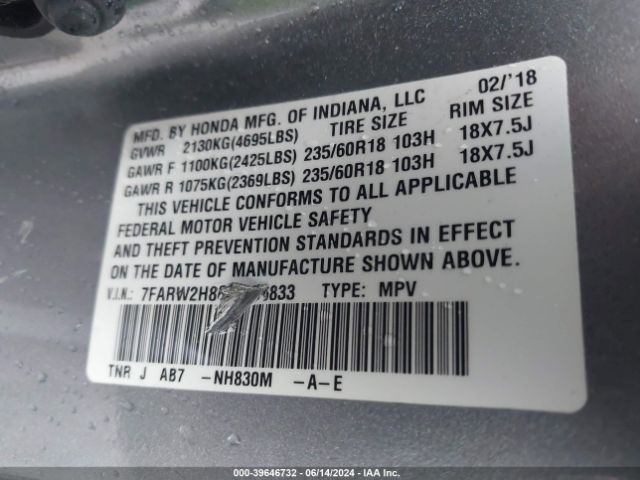 MFD. BY HONDA MFG. OF INDIANA, LLC 02/'18
GVWR 2130KG(4695LBS) TIRE SIZE RIM SIZE
GAWR F 1100KG(2425LBS) 235/60R18 103H 18X7.5J
GAWR R 1075KG(2369LBS) 235/60R18 103H 18X7.5J
THIS VEHICLE CONFORMS TO ALL APPLICABLE
FEDERAL MOTOR VEHICLE SAFETY
AND THEFT PREVENTION STANDARDS IN EFFECT
ON THE DATE OF MANUFACTURE SHOWN ABOVE.
V.I.N.: TYPE: MPV
TNR J AB7 -NH830M -A-E
©------39646732 - 06/14/2024 - IAA Inc.